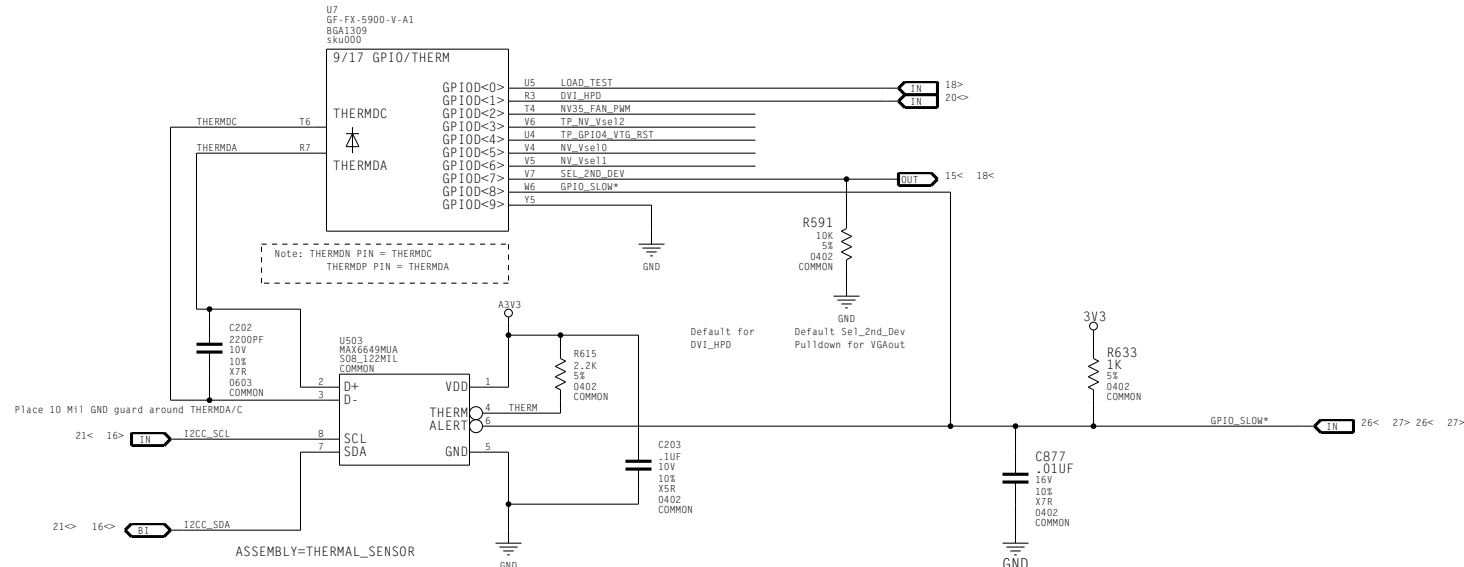 U7
GF-FX-5900-V-A1
BGA1309
sku000
9/17 GPIO/THERM
GPIOD<0> U5 LOAD_TEST IN 18>
GPIOD<1> R3 DVI_HPD IN 20<>
GPIOD<2> T4 NV35_FAN_PWM
GPIOD<3> V6 TP_NV_Vsel2
GPIOD<4> U4 TP_GPIO4_VTG_RST
GPIOD<5> V4 NV_Vsel0
GPIOD<6> V5 NV_Vsel1
GPIOD<7> V7 SEL_2ND_DEV OUT 15< 18<
GPIOD<8> W6 GPIO_SLOW*
GPIOD<9> Y5
THERMDC T6 THERMDC
THERMDA R7 THERMDA
Note: THERMDN PIN = THERMDC
THERMDP PIN = THERMDA
GND
R591
10K
5%
0402
COMMON
GND
Default for
DVI_HPD
Default Sel_2nd_Dev
Pulldown for VGAout
C202
2200PF
10V
10%
X7R
0603
COMMON
Place 10 Mil GND guard around THERMDA/C
U503
MAX6649MUA
SO8_122MIL
COMMON
2 D+
3 D-
8 SCL
7 SDA
VDD 1
THERM 4 THERM
ALERT 6
GND 5
A3V3
R615
2.2K
5%
0402
COMMON
C203
.1UF
10V
10%
X5R
0402
COMMON
GND
21< 16> IN I2CC_SCL
21<> 16<> BI I2CC_SDA
ASSEMBLY=THERMAL_SENSOR
3V3
R633
1K
5%
0402
COMMON
GPIO_SLOW* IN 26< 27> 26< 27>
C877
.01UF
16V
10%
X7R
0402
COMMON
GND